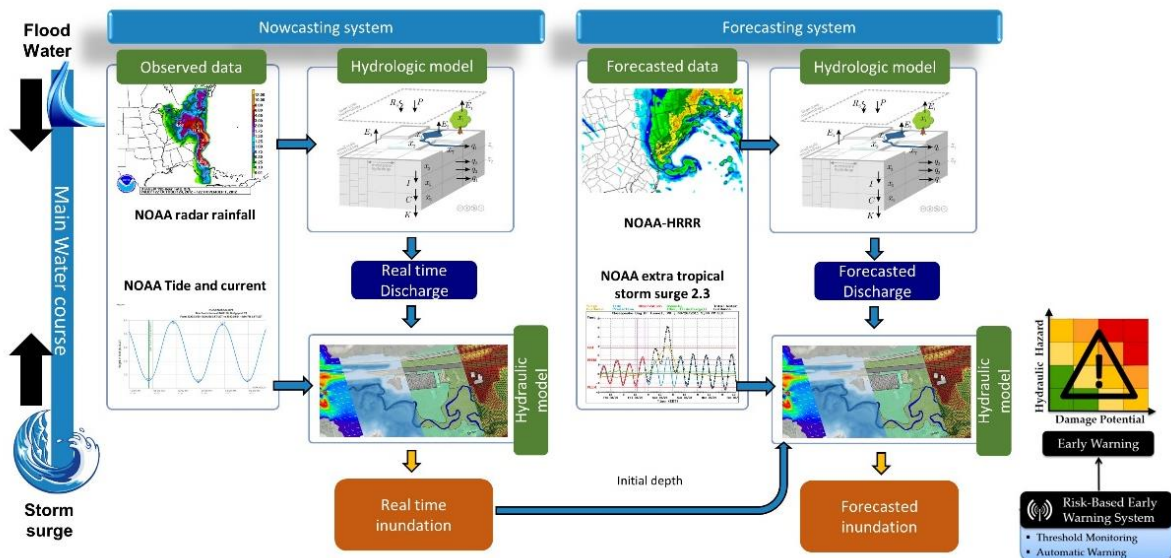 Nowcasting system
Forecasting system
Flood
Water
Main Water course
Storm
surge
Observed data
Hydrologic model
NOAA radar rainfall
NOAA Tide and current
Real time
Discharge
Hydraulic
model
Real time
inundation
Initial depth
Forecasted data
Hydrologic model
NOAA-HRRR
NOAA extra tropical
storm surge 2.3
Forecasted
Discharge
Hydraulic
model
Forecasted
inundation
Hydraulic Hazard
Damage Potential
Early Warning
Risk-Based Early
Warning System
▪ Threshold Monitoring
▪ Automatic Warning